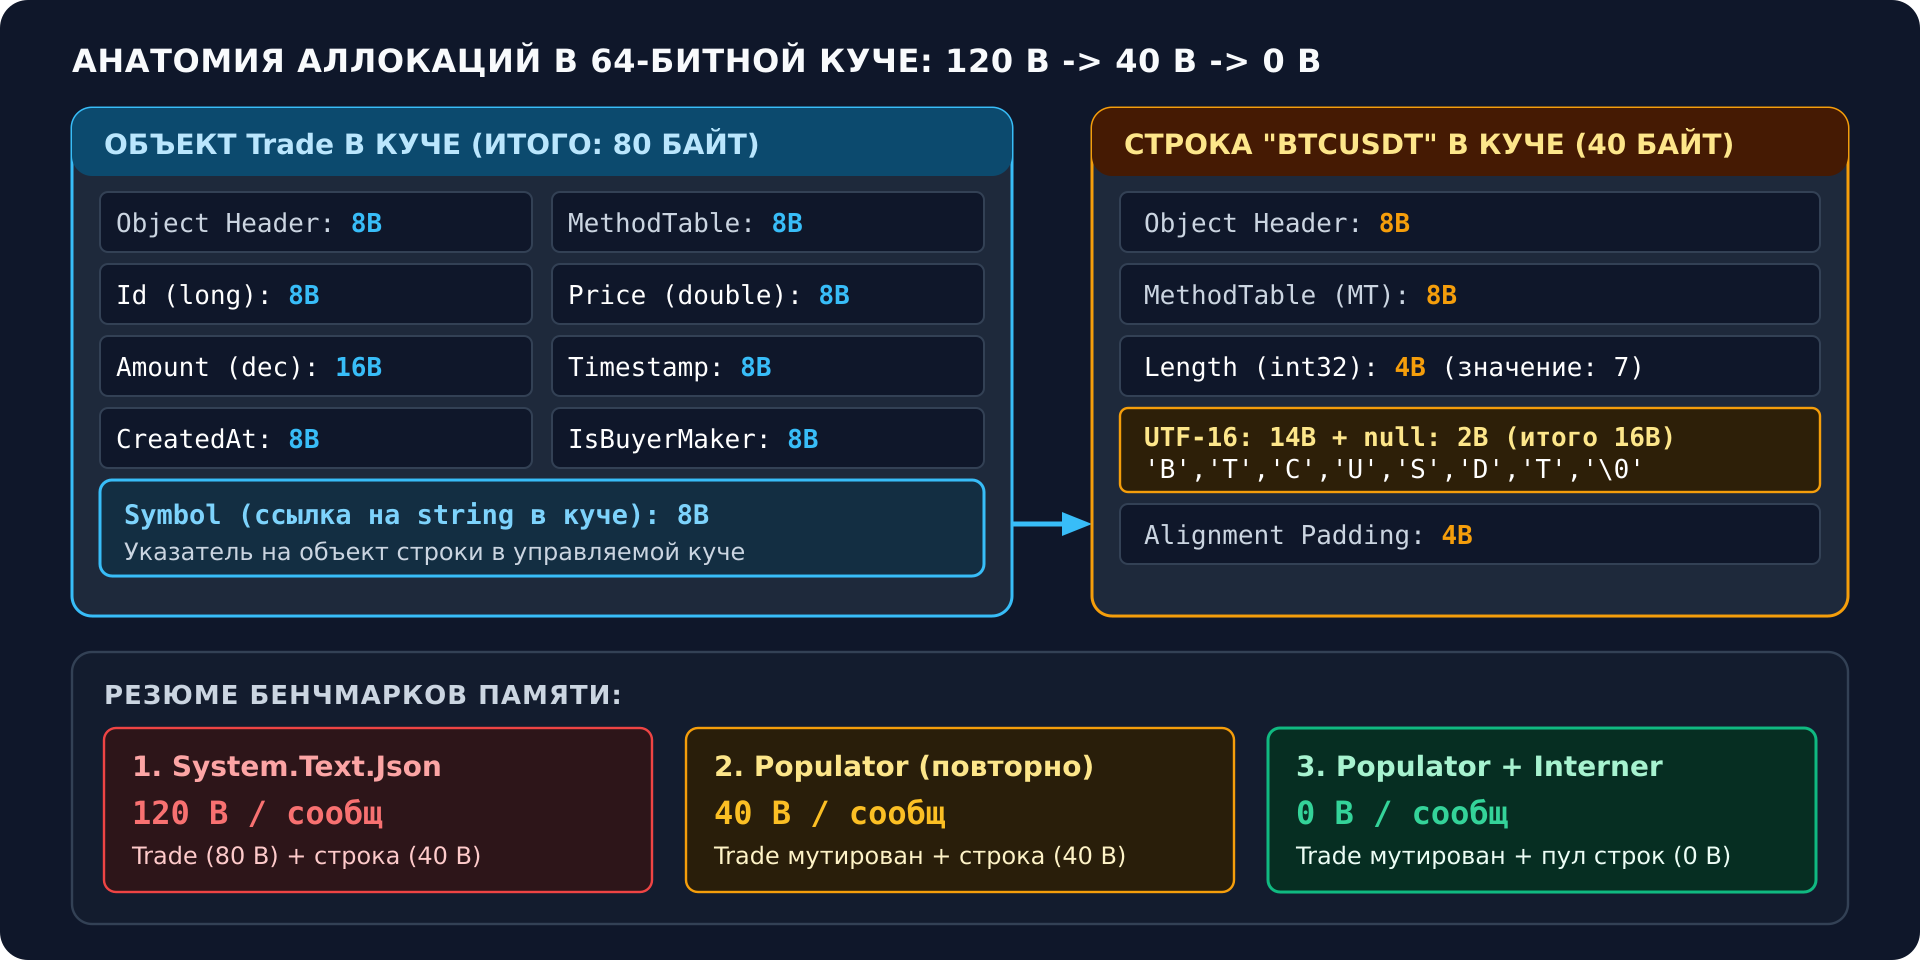 АНАТОМИЯ АЛЛОКАЦИЙ В 64-БИТНОЙ КУЧЕ: 120 B -> 40 B -> 0 B
ОБЪЕКТ Trade В КУЧЕ (ИТОГО: 80 БАЙТ)
Object Header: 8B
MethodTable: 8B
Id (long): 8B
Price (double): 8B
Amount (dec): 16B
Timestamp: 8B
CreatedAt: 8B
IsBuyerMaker: 8B
Symbol (ссылка на string в куче): 8B
Указатель на объект строки в управляемой куче
СТРОКА "BTCUSDT" В КУЧЕ (40 БАЙТ)
Object Header: 8B
MethodTable (MT): 8B
Length (int32): 4B (значение: 7)
UTF-16: 14B + null: 2B (итого 16B)
'B','T','C','U','S','D','T','\0'
Alignment Padding: 4B
РЕЗЮМЕ БЕНЧМАРКОВ ПАМЯТИ:
1. System.Text.Json
120 B / сообщ
Trade (80 B) + строка (40 B)
2. Populator (повторно)
40 B / сообщ
Trade мутирован + строка (40 B)
3. Populator + Interner
0 B / сообщ
Trade мутирован + пул строк (0 B)